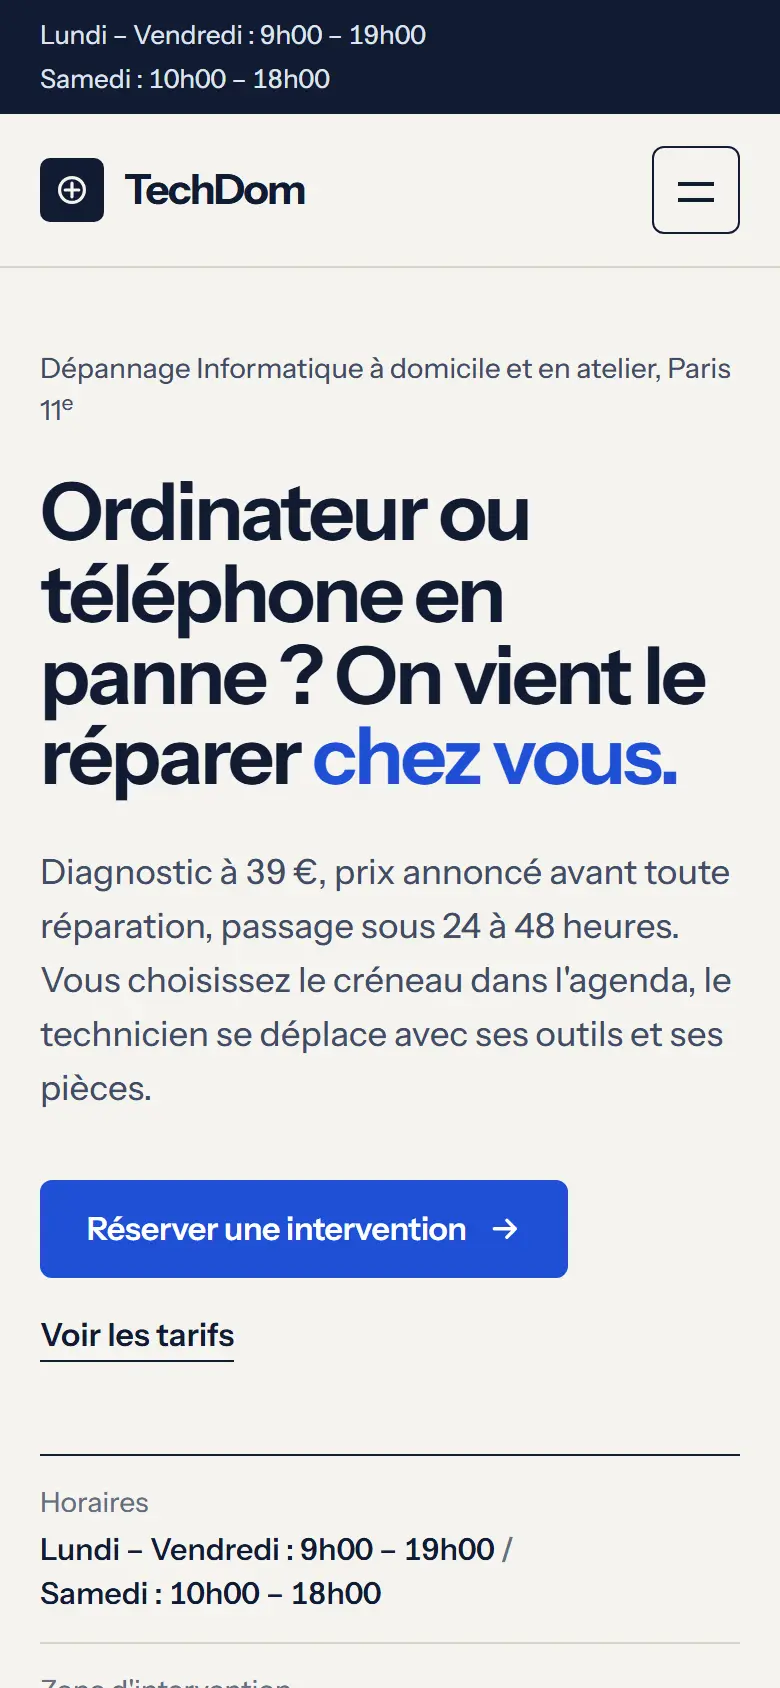 Lundi – Vendredi : 9h00 – 19h00
Samedi : 10h00 – 18h00
TechDom
Dépannage Informatique à domicile et en atelier, Paris
11ᵉ
Ordinateur ou
téléphone en
panne ? On vient le
réparer chez vous.
Diagnostic à 39 €, prix annoncé avant toute
réparation, passage sous 24 à 48 heures.
Vous choisissez le créneau dans l'agenda, le
technicien se déplace avec ses outils et ses
pièces.
Réserver une intervention →
Voir les tarifs
Horaires
Lundi – Vendredi : 9h00 – 19h00 /
Samedi : 10h00 – 18h00
Zone d'intervention